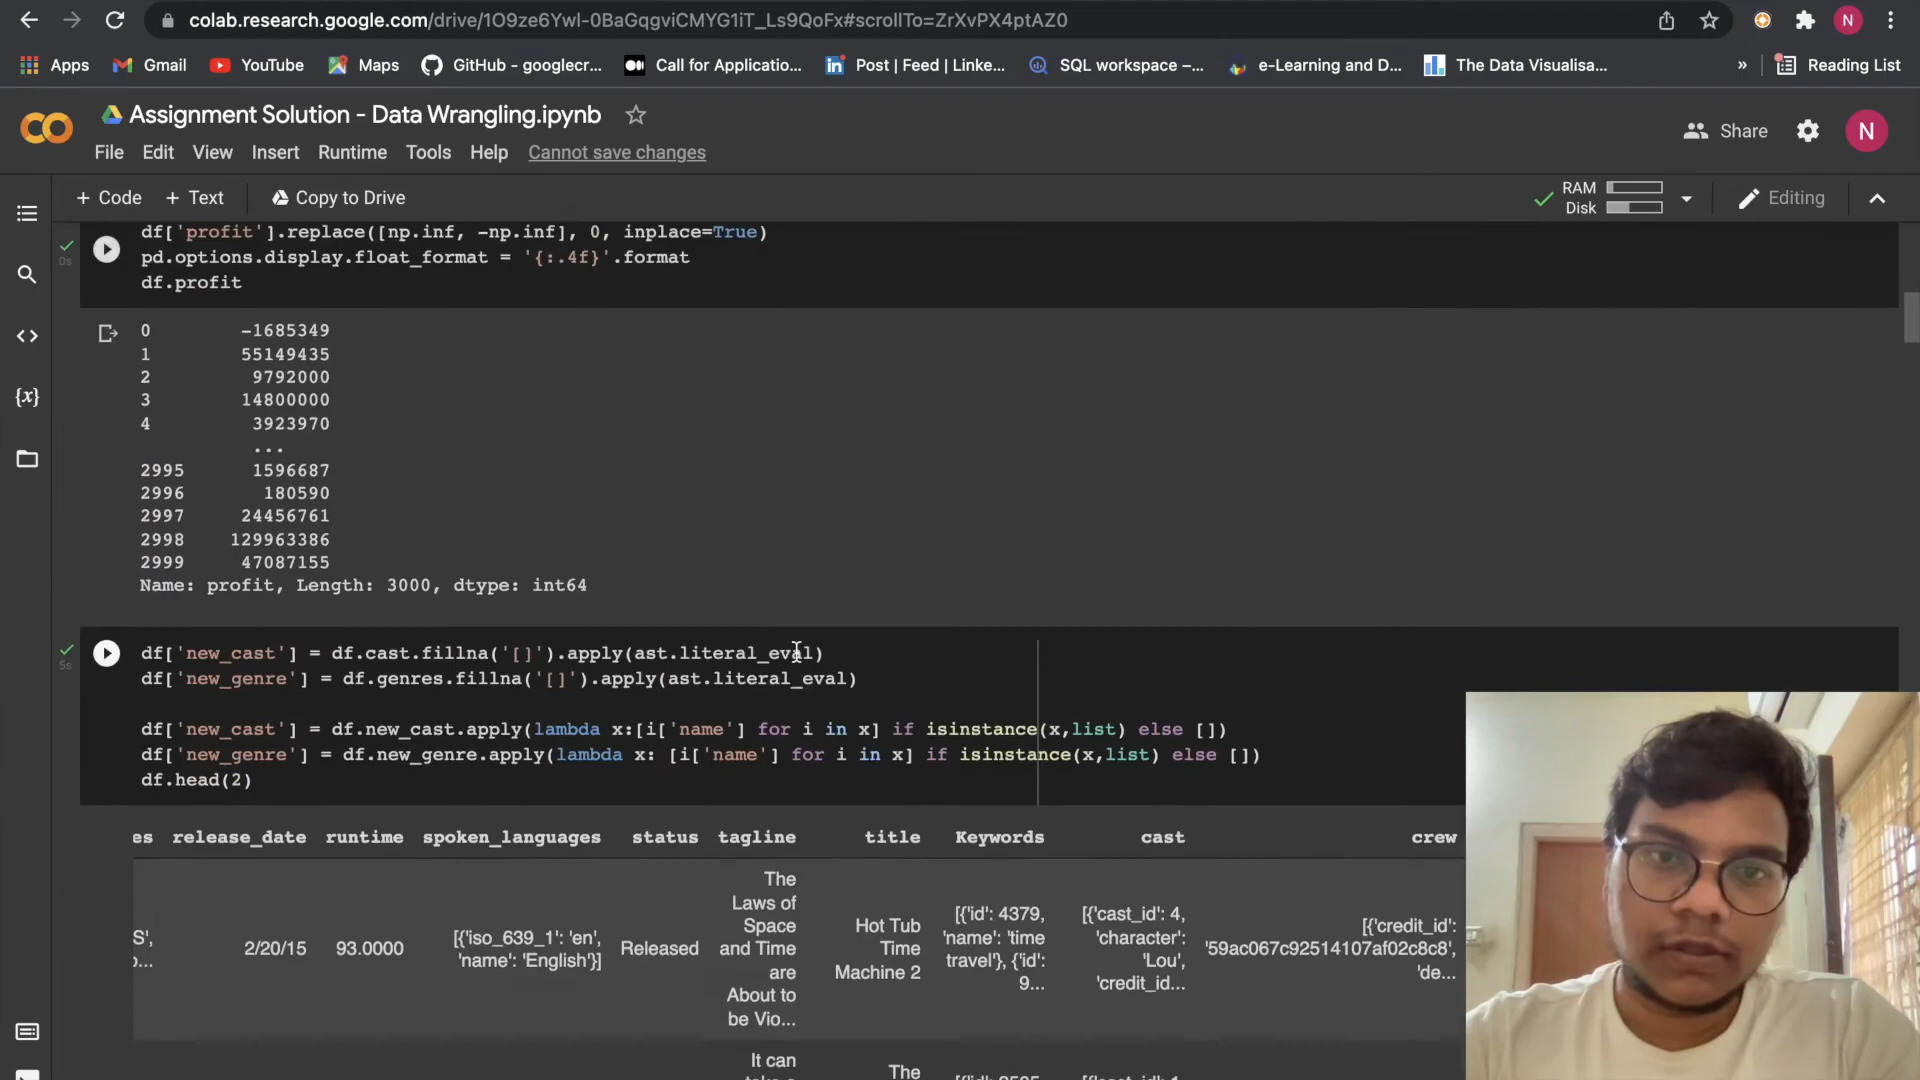 colab.research.google.com/drive/1O9ze6Ywl-0BaGqgviCMYG1iT_Ls9QoFx#scrollTo=ZrXvPX4ptAZ0
N
Apps Gmail YouTube Maps GitHub - googlecr... Call for Applicatio... Post | Feed | Linke... SQL workspace –... e-Learning and D... The Data Visualisa... » Reading List
Assignment Solution - Data Wrangling.ipynb
File Edit View Insert Runtime Tools Help Cannot save changes
Share
N
+ Code + Text Copy to Drive
RAM
Disk
Editing
df['profit'].replace([np.inf, -np.inf], 0, inplace=True)
pd.options.display.float_format = '{:.4f}'.format
df.profit
0s
0 -1685349
1 55149435
2 9792000
3 14800000
4 3923970
...
2995 1596687
2996 180590
2997 24456761
2998 129963386
2999 47087155
Name: profit, Length: 3000, dtype: int64
5s
df['new_cast'] = df.cast.fillna('[]').apply(ast.literal_eval)
df['new_genre'] = df.genres.fillna('[]').apply(ast.literal_eval)
df['new_cast'] = df.new_cast.apply(lambda x:[i['name'] for i in x] if isinstance(x,list) else [])
df['new_genre'] = df.new_genre.apply(lambda x: [i['name'] for i in x] if isinstance(x,list) else [])
df.head(2)
es release_date runtime spoken_languages status tagline title Keywords cast crew
S',
o...
2/20/15
93.0000
[{'iso_639_1': 'en',
'name': 'English'}]
Released
The
Laws of
Space
and Time
are
About to
be Vio...
Hot Tub
Time
Machine 2
[{'id': 4379,
'name': 'time
travel'}, {'id':
9...
[{'cast_id': 4,
'character':
'Lou',
'credit_id...
[{'credit_id':
'59ac067c92514107af02c8c8',
'de...
It can
The